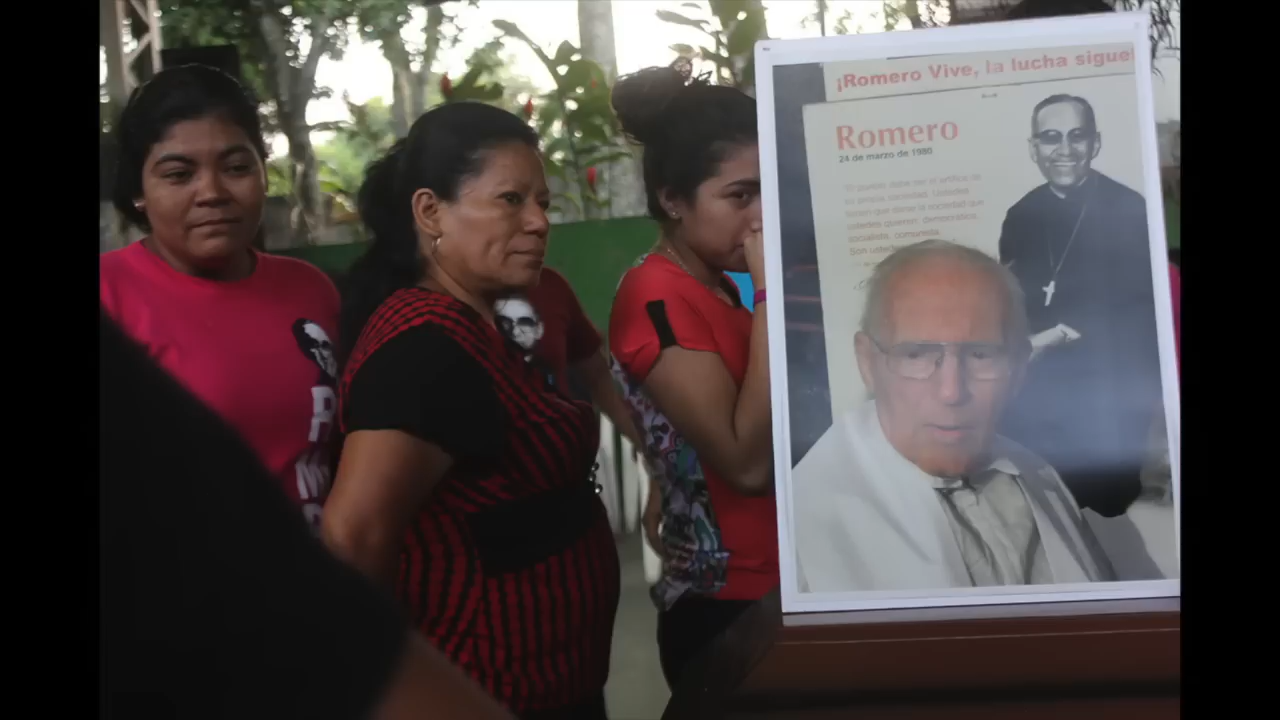 ¡Romero Vive, la lucha sigue!
Romero
24 de marzo de 1980
"El pueblo debe ser el artífice de
su propia sociedad. Ustedes
tienen que darse la sociedad que
ustedes quieren, democrática,
socialista, comunista.
Son ustedes